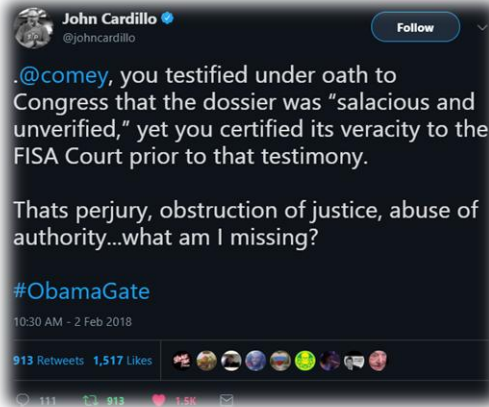 John Cardillo
@johncardillo
Follow
.@comey, you testified under oath to
Congress that the dossier was “salacious and
unverified,” yet you certified its veracity to the
FISA Court prior to that testimony.
Thats perjury, obstruction of justice, abuse of
authority...what am I missing?
#ObamaGate
10:30 AM - 2 Feb 2018
913 Retweets 1,517 Likes
111 913 1.5K